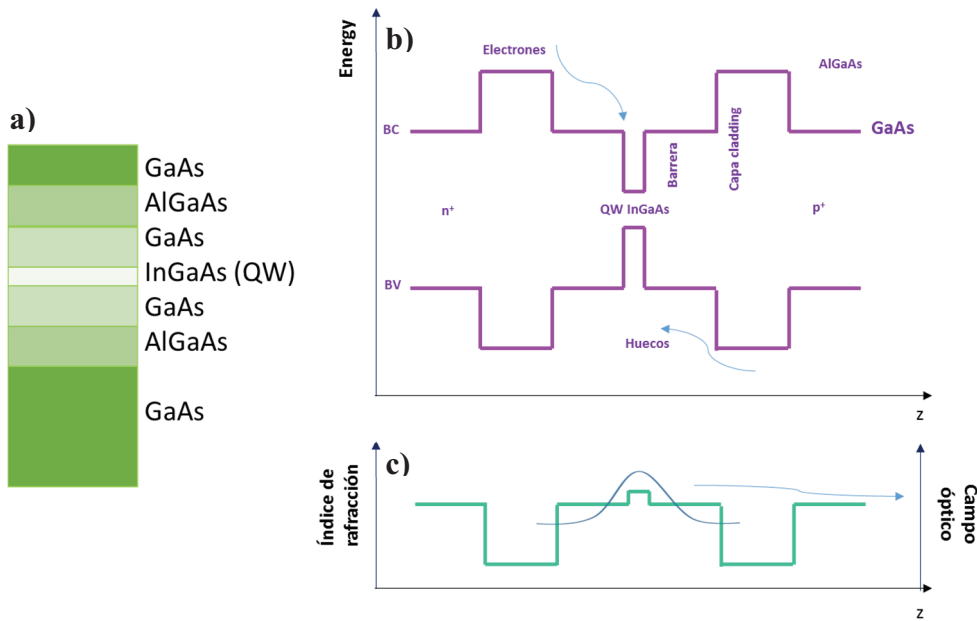 a)
GaAs
AlGaAs
GaAs
InGaAs (QW)
GaAs
AlGaAs
GaAs
b)
Energy
Electrones
AlGaAs
BC
GaAs
Barrera
Capa cladding
n⁺
QW InGaAs
p⁺
BV
Huecos
z
c)
Índice de
rafracción
Campo
óptico
z